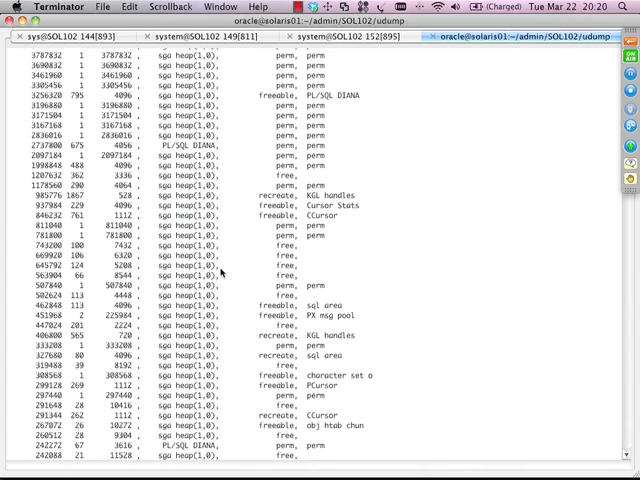 Terminator Edit Scrollback Window Help (Charged) Tue Mar 22 20:20
oracle@solaris01:~/admin/SOL102/udump
× sys@SOL102 144[893] × system@SOL102 149[811] × system@SOL102 152[895] × oracle@solaris01:~/admin/SOL102/udump
3787832 1 3787832 , sga heap(1,0), perm, perm
3690832 1 3690832 , sga heap(1,0), perm, perm
3461960 1 3461960 , sga heap(1,0), perm, perm
3305456 1 3305456 , sga heap(1,0), perm, perm
3256320 795 4096 , sga heap(1,0), freeable, PL/SQL DIANA
3196880 1 3196880 , sga heap(1,0), perm, perm
3171504 1 3171504 , sga heap(1,0), perm, perm
3167168 1 3167168 , sga heap(1,0), perm, perm
2836016 1 2836016 , sga heap(1,0), perm, perm
2737800 675 4056 , PL/SQL DIANA, perm, perm
2097184 1 2097184 , sga heap(1,0), perm, perm
1998848 488 4096 , sga heap(1,0), perm, perm
1207632 362 3336 , sga heap(1,0), free,
1178560 290 4064 , sga heap(1,0), perm, perm
985776 1867 528 , sga heap(1,0), recreate, KGL handles
937984 229 4096 , sga heap(1,0), freeable, Cursor Stats
846232 761 1112 , sga heap(1,0), freeable, CCursor
811040 1 811040 , sga heap(1,0), perm, perm
781800 1 781800 , sga heap(1,0), perm, perm
743200 100 7432 , sga heap(1,0), free,
669920 106 6320 , sga heap(1,0), free,
645792 124 5208 , sga heap(1,0), free,
563904 66 8544 , sga heap(1,0), free,
507840 1 507840 , sga heap(1,0), perm, perm
502624 113 4448 , sga heap(1,0), free,
462848 113 4096 , sga heap(1,0), freeable, sql area
451968 2 225984 , sga heap(1,0), freeable, PX msg pool
447024 201 2224 , sga heap(1,0), free,
406800 565 720 , sga heap(1,0), recreate, KGL handles
333208 1 333208 , sga heap(1,0), perm, perm
327680 80 4096 , sga heap(1,0), recreate, sql area
319488 39 8192 , sga heap(1,0), free,
308568 1 308568 , sga heap(1,0), freeable, character set o
299128 269 1112 , sga heap(1,0), freeable, PCursor
297440 1 297440 , sga heap(1,0), perm, perm
291648 28 10416 , sga heap(1,0), free,
291344 262 1112 , sga heap(1,0), recreate, CCursor
267072 26 10272 , sga heap(1,0), freeable, obj htab chun
260512 28 9304 , sga heap(1,0), free,
242272 67 3616 , PL/SQL DIANA, perm, perm
242088 21 11528 , sga heap(1,0), free,
ON
AIR